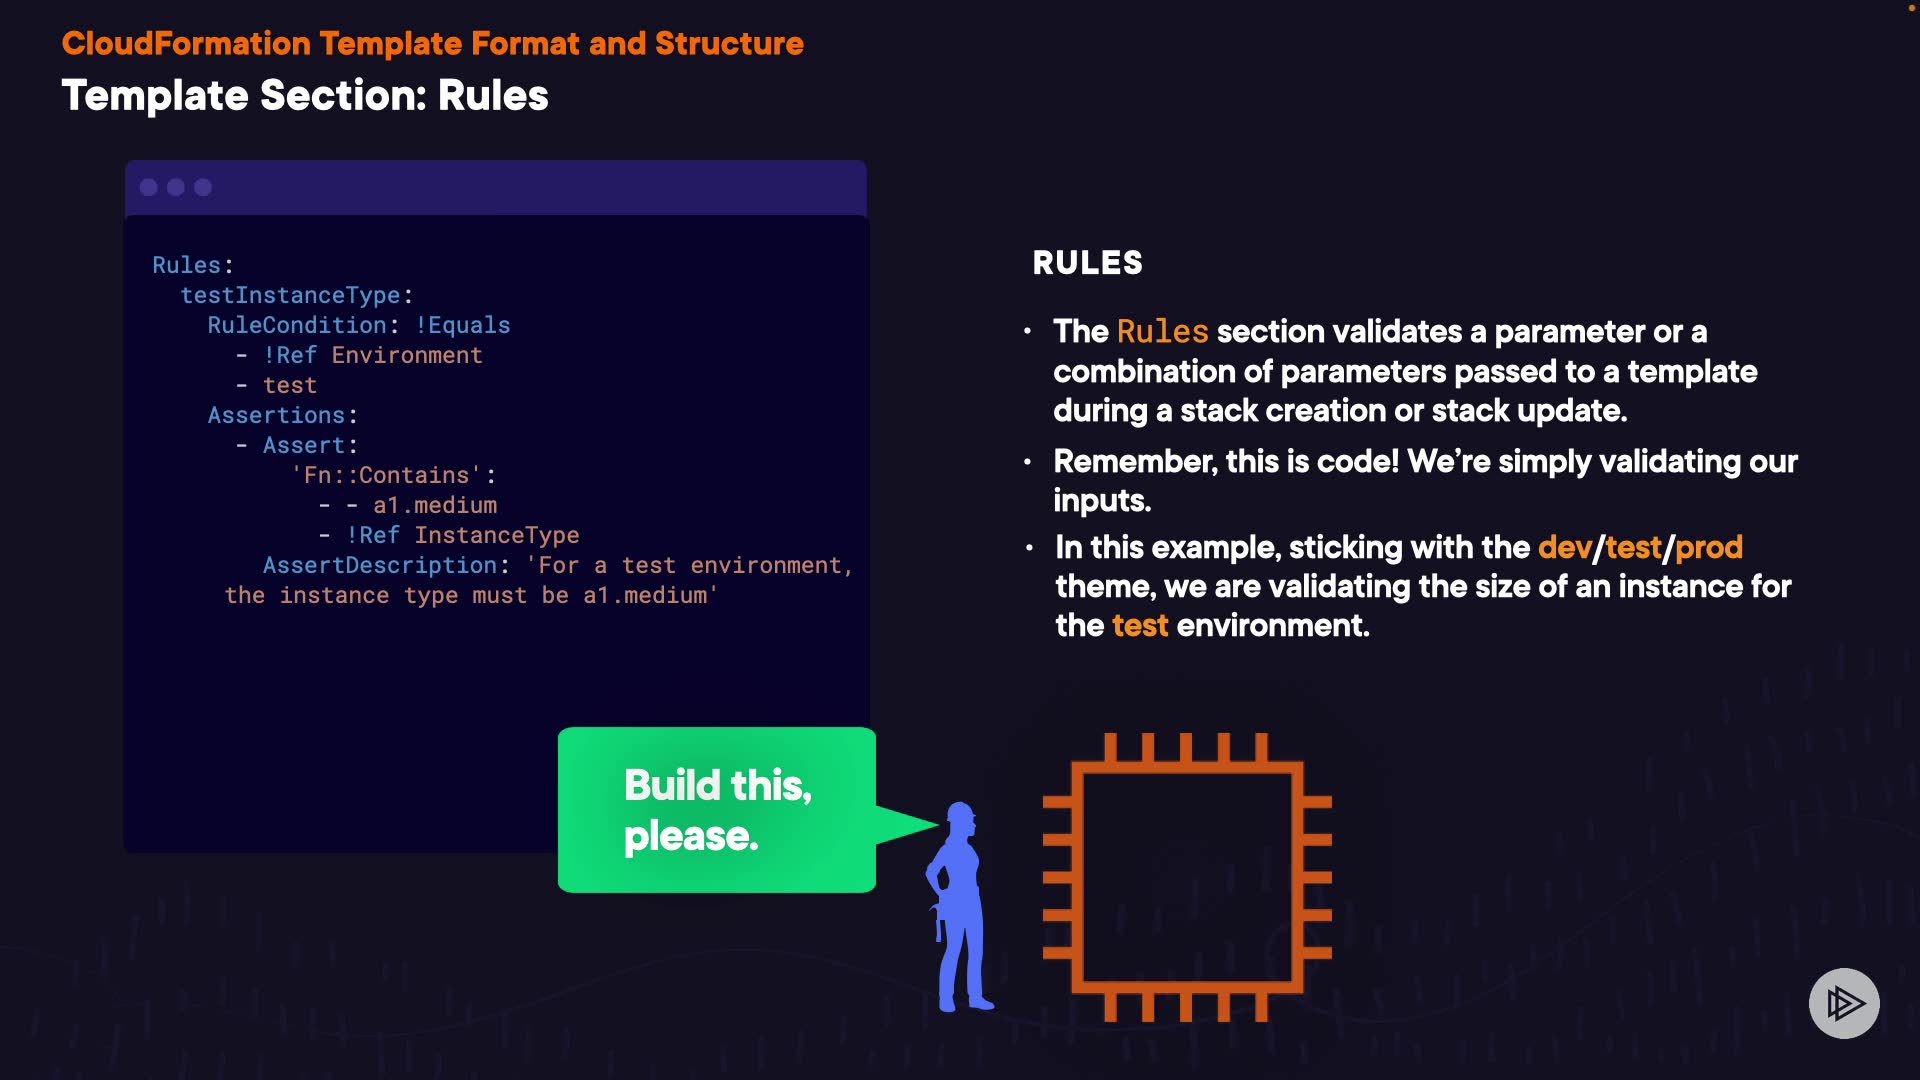 CloudFormation Template Format and Structure
Template Section: Rules
Rules:
  testInstanceType:
    RuleCondition: !Equals
      - !Ref Environment
      - test
    Assertions:
      - Assert:
          'Fn::Contains':
            - - a1.medium
            - !Ref InstanceType
        AssertDescription: 'For a test environment,
     the instance type must be a1.medium'
RULES
• The Rules section validates a parameter or a
combination of parameters passed to a template
during a stack creation or stack update.
• Remember, this is code! We’re simply validating our
inputs.
• In this example, sticking with the dev/test/prod
theme, we are validating the size of an instance for
the test environment.
Build this,
please.